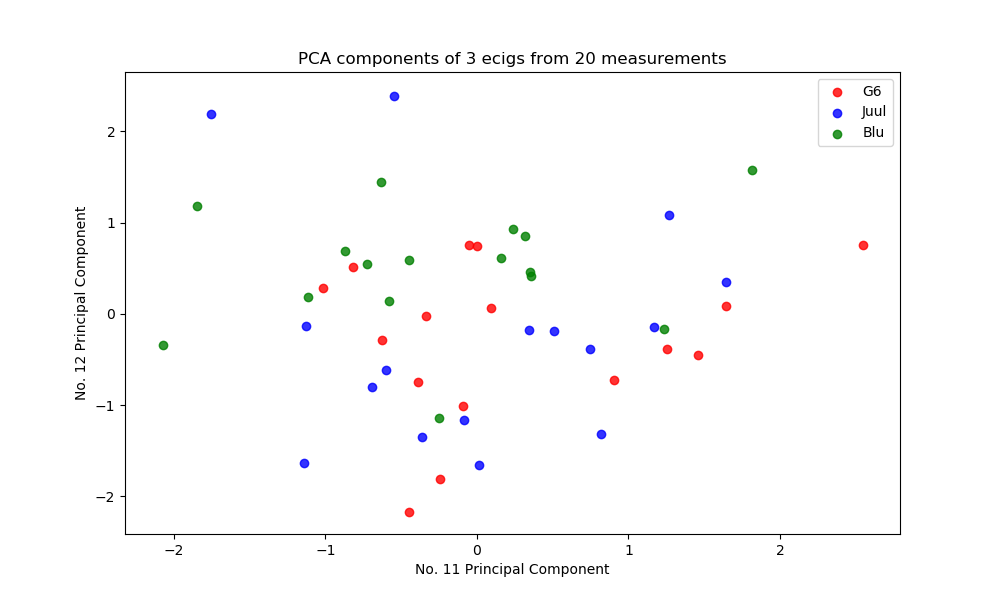 PCA components of 3 ecigs from 20 measurements
G6
Juul
Blu
2
1
0
−1
−2
No. 12 Principal Component
−2
−1
0
1
2
No. 11 Principal Component